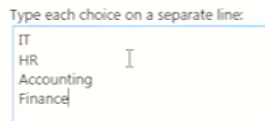 Type each choice on a separate line:
IT
HR
Accounting
Finance